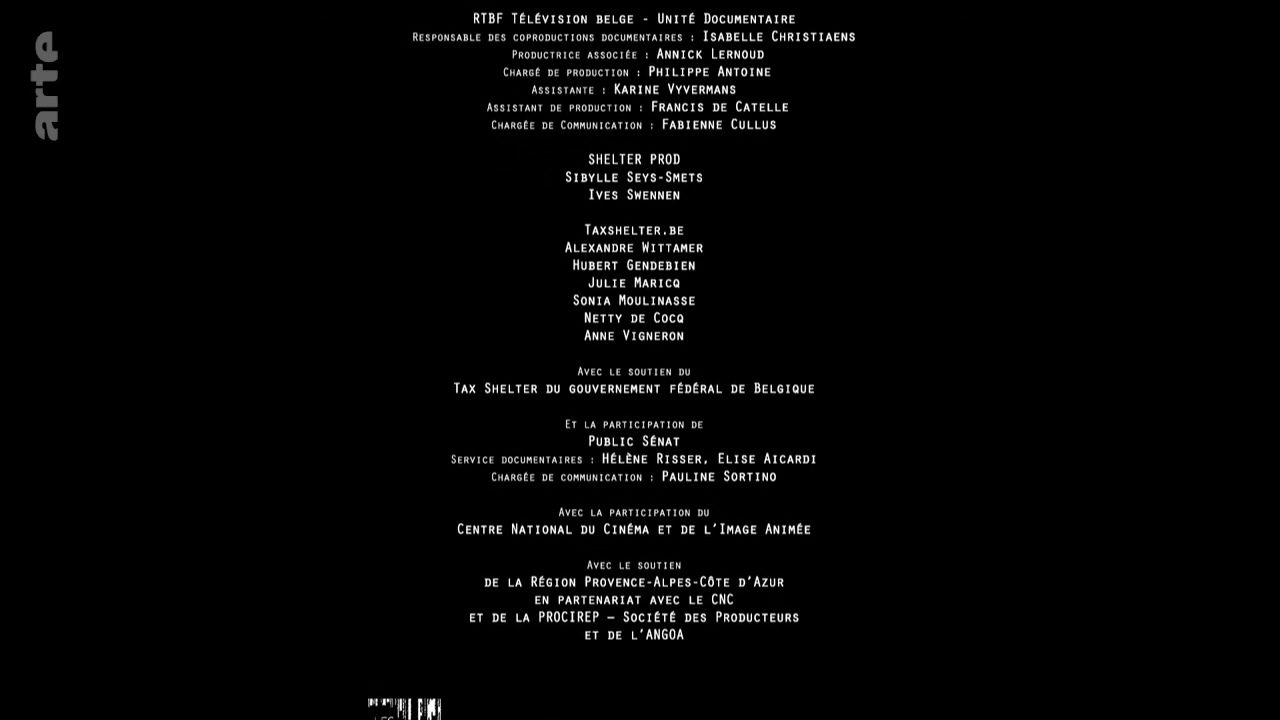 arte
RTBF Télévision belge - Unité Documentaire
Responsable des coproductions documentaires : Isabelle Christiaens
Productrice associée : Annick Lernoud
Chargé de production : Philippe Antoine
Assistante : Karine Vyvermans
Assistant de production : Francis de Catelle
Chargée de Communication : Fabienne Cullus
SHELTER PROD
Sibylle Seys-Smets
Ives Swennen
Taxshelter.be
Alexandre Wittamer
Hubert Gendebien
Julie Maricq
Sonia Moulinasse
Netty de Cocq
Anne Vigneron
Avec le soutien du
Tax Shelter du gouvernement fédéral de Belgique
Et la participation de
Public Sénat
Service documentaires : Hélène Risser, Elise Aicardi
Chargée de communication : Pauline Sortino
Avec la participation du
Centre National du Cinéma et de l'Image Animée
Avec le soutien
de la Région Provence-Alpes-Côte d'Azur
en partenariat avec le CNC
et de la PROCIREP – Société des Producteurs
et de l'ANGOA